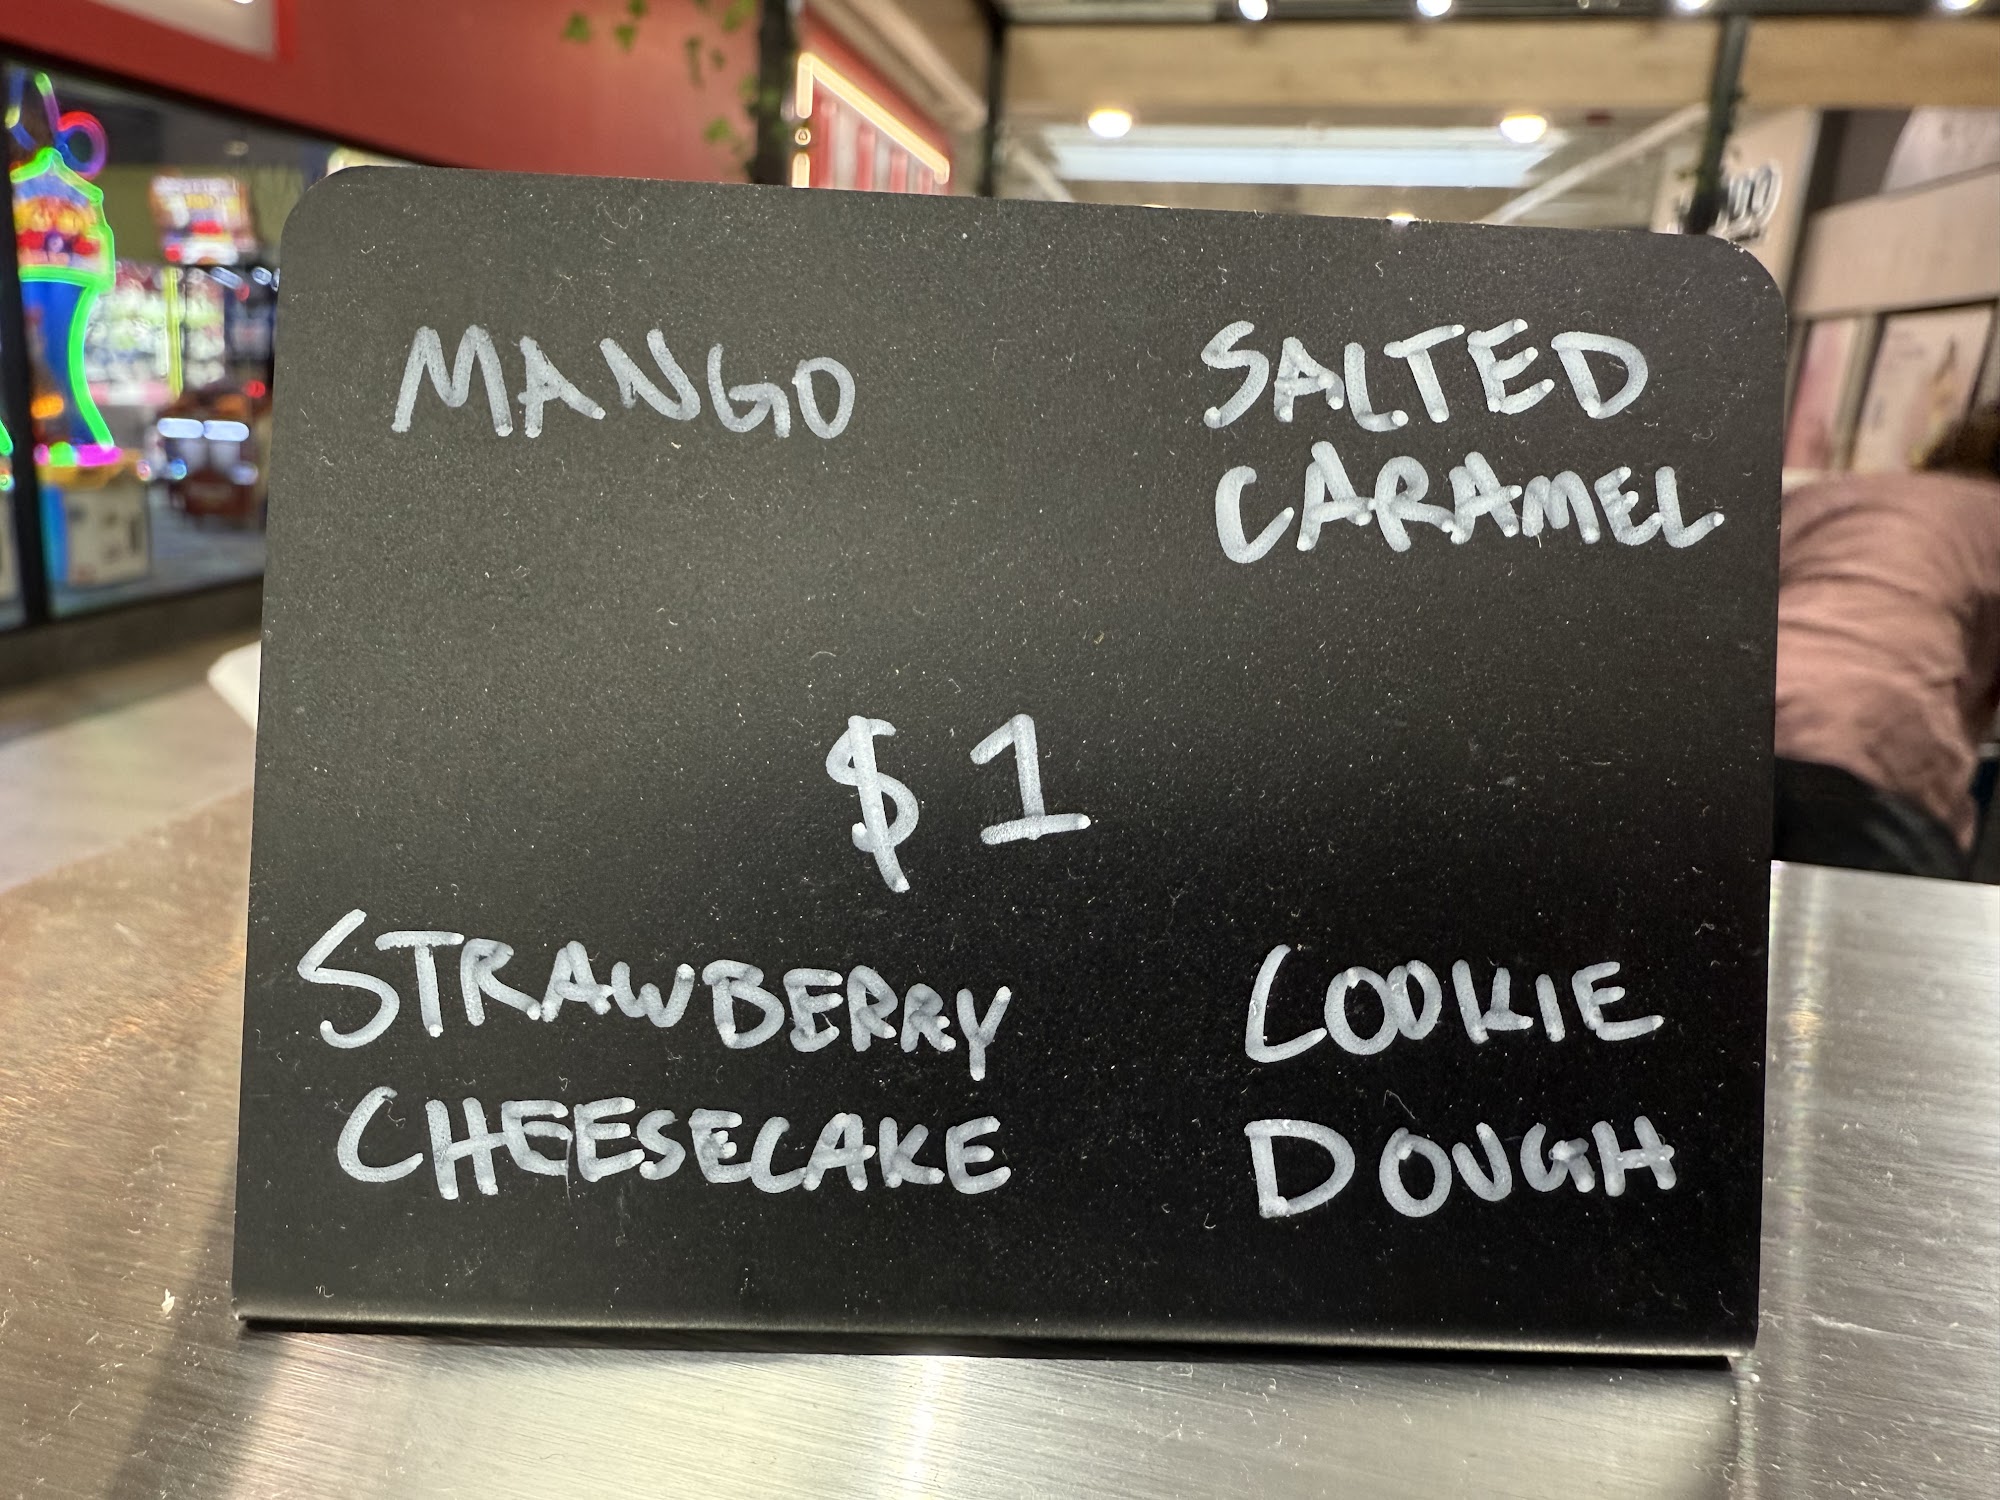 MANGO
SALTED
CARAMEL
$1
STRAWBERRY
CHEESECAKE
COOKIE
DOUGH